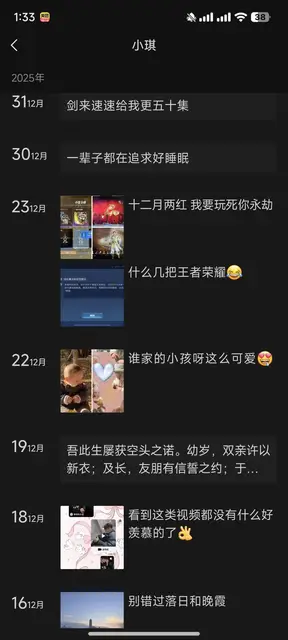 1:33
38
小琪
2025年
31 12月
剑来速速给我更五十集
30 12月
一辈子都在追求好睡眠
23 12月
十二月两红 我要玩死你永劫
什么几把王者荣耀😂
22 12月
谁家的小孩呀这么可爱😍
19 12月
吾此生屡获空头之诺。幼岁，双亲许以
新衣；及长，友朋有信誓之约；于...
18 12月
看到这类视频都没有什么好
羡慕的了👌
16 12月
别错过落日和晚霞